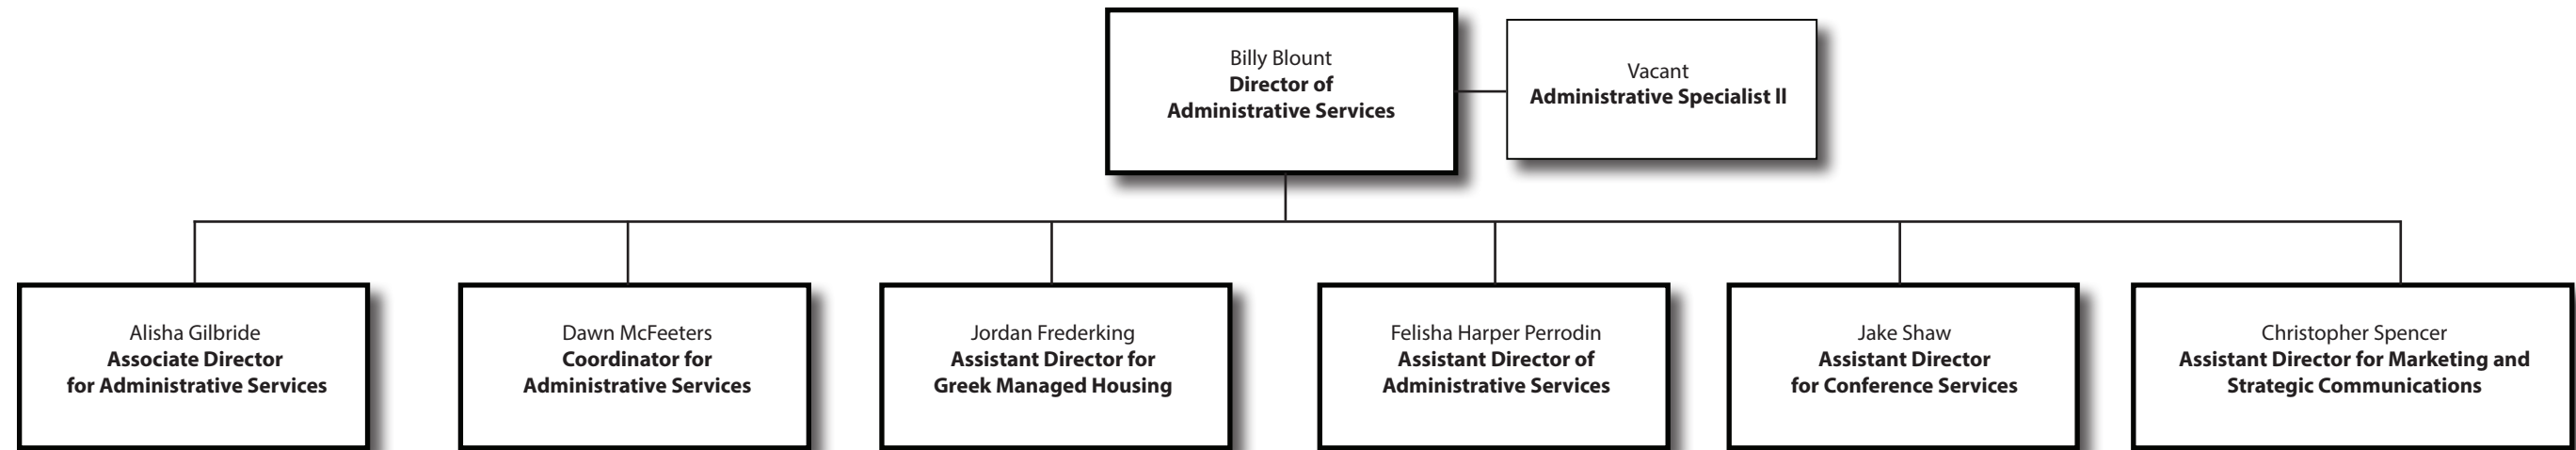 Billy Blount
Director of
Administrative Services
Vacant
Administrative Specialist ll
Alisha Gilbride
Associate Director
for Administrative Services
Dawn McFeeters
Coordinator for
Administrative Services
Jordan Frederking
Assistant Director for
Greek Managed Housing
Felisha Harper Perrodin
Assistant Director of
Administrative Services
Jake Shaw
Assistant Director
for Conference Services
Christopher Spencer
Assistant Director for Marketing and
Strategic Communications